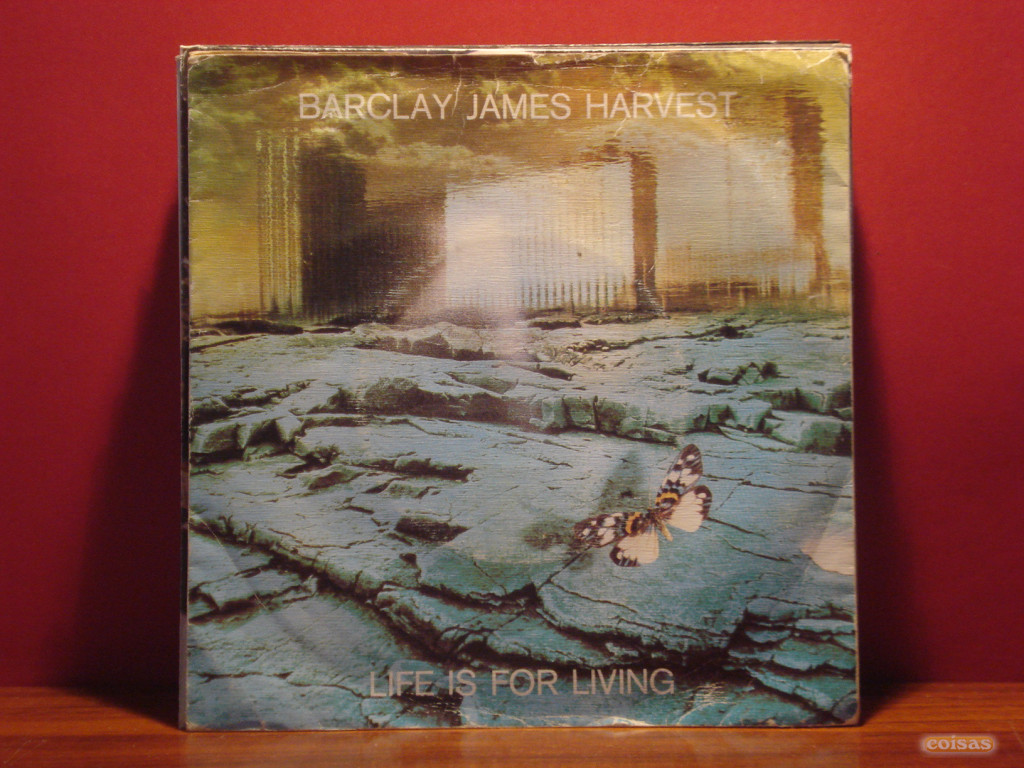 BARCLAY JAMES HARVEST
LIFE IS FOR LIVING
coisas